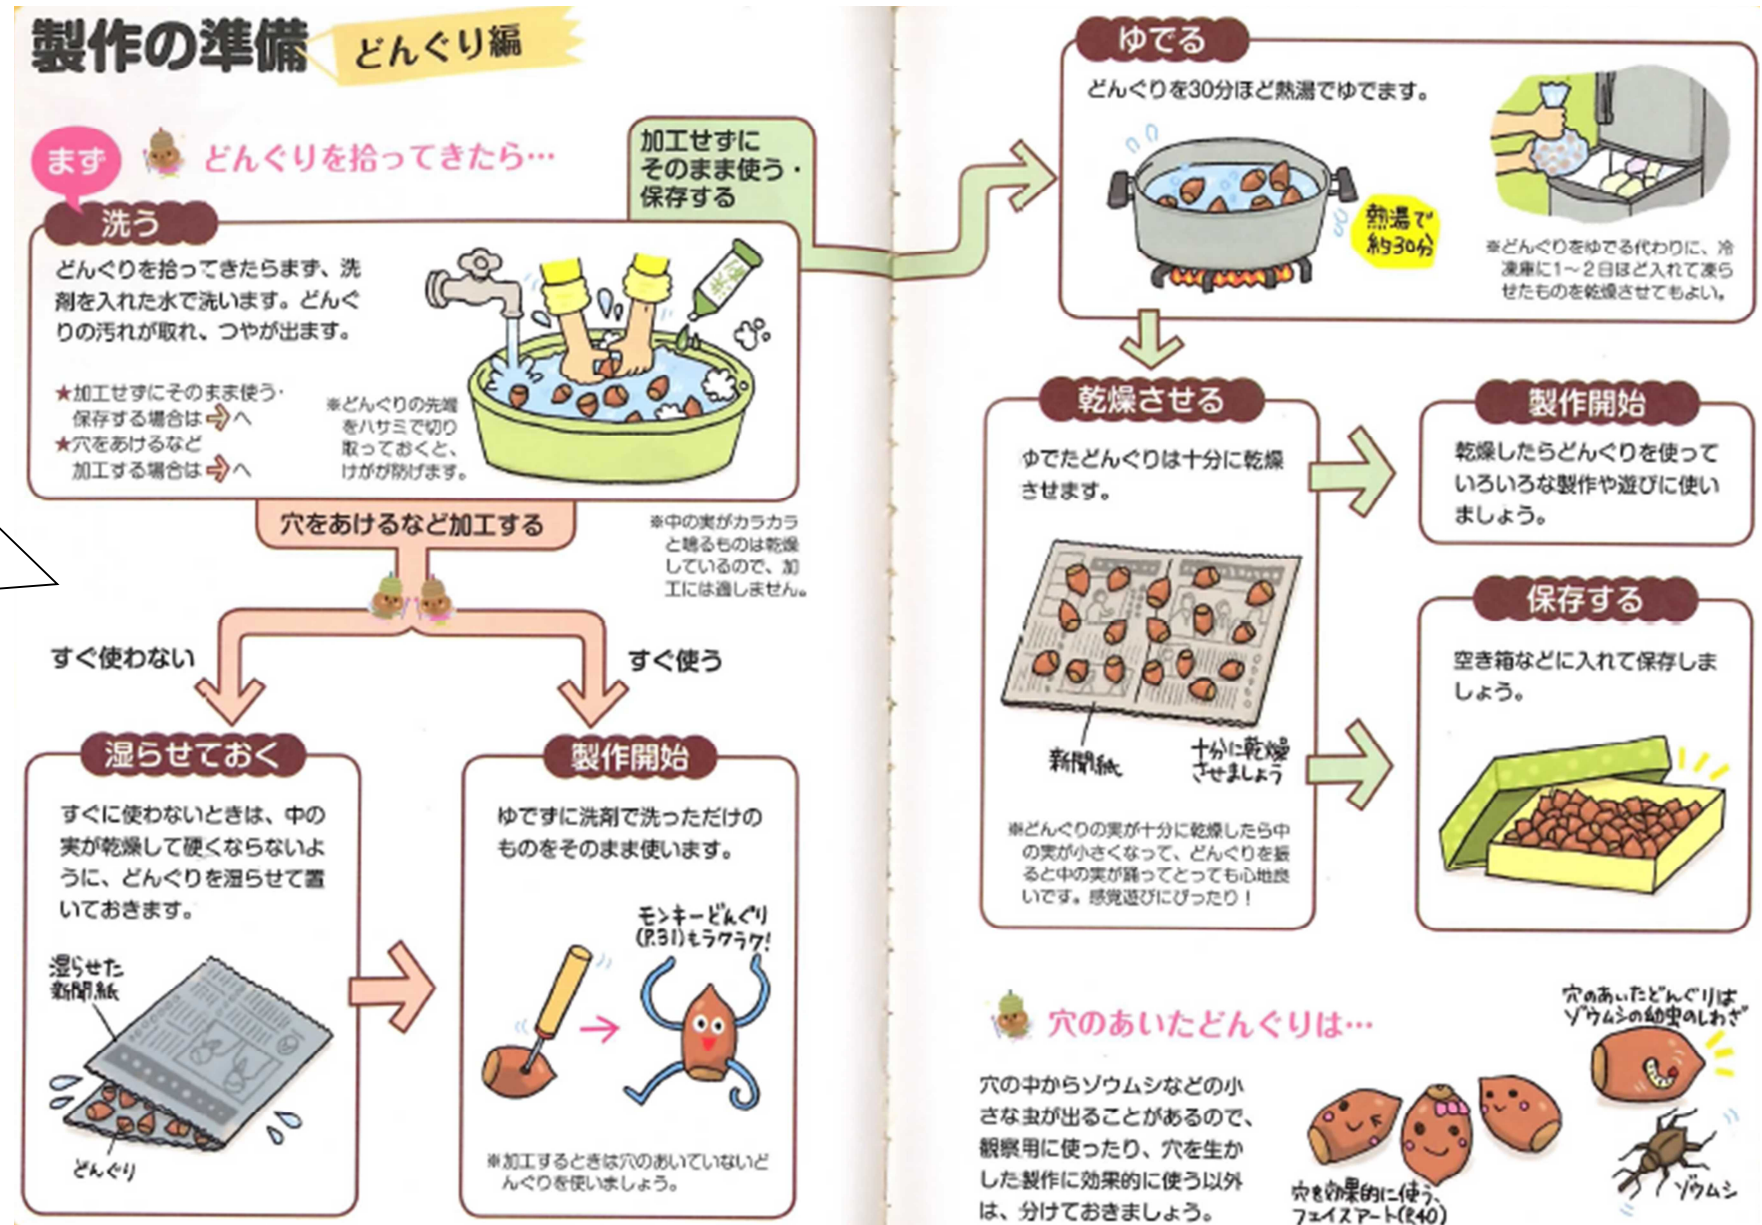 製作の準備
どんぐり編
まず
どんぐりを拾ってきたら…
洗う
どんぐりを拾ってきたらまず、洗
剤を入れた水で洗います。どんぐ
りの汚れが取れ、つやが出ます。
★加工せずにそのまま使う・
保存する場合は⇨へ
★穴をあけるなど
加工する場合は⇨へ
※どんぐりの先端
をハサミで切り
取っておくと、
けがが防げます。
加工せずに
そのまま使う・
保存する
穴をあけるなど加工する
※中の実がカラカラ
と鳴るものは乾燥
しているので、加
工には適しません。
すぐ使わない
すぐ使う
湿らせておく
すぐに使わないときは、中の
実が乾燥して硬くならないよ
うに、どんぐりを湿らせて置
いておきます。
湿らせた
新聞紙
どんぐり
製作開始
ゆでずに洗剤で洗っただけの
ものをそのまま使います。
モンキーどんぐり
(P.31)もラクラク!
※加工するときは穴のあいていないど
んぐりを使いましょう。
ゆでる
どんぐりを30分ほど熱湯でゆでます。
熱湯で
約30分
※どんぐりをゆでる代わりに、冷
凍庫に1～2日ほど入れて凍ら
せたものを乾燥させてもよい。
乾燥させる
ゆでたどんぐりは十分に乾燥
させます。
新聞紙
十分に乾燥
させましょう
※どんぐりの実が十分に乾燥したら中
の実が小さくなって、どんぐりを振
ると中の実が踊ってとっても心地良
いです。感覚遊びにぴったり！
製作開始
乾燥したらどんぐりを使って
いろいろな製作や遊びに使い
ましょう。
保存する
空き箱などに入れて保存しま
しょう。
穴のあいたどんぐりは…
穴の中からゾウムシなどの小
さな虫が出ることがあるので、
観察用に使ったり、穴を生か
した製作に効果的に使う以外
は、分けておきましょう。
穴のあいたどんぐりは
ゾウムシの幼虫のしわざ
穴を効果的に使う、
フェイスアート(P.40)
ゾウムシ